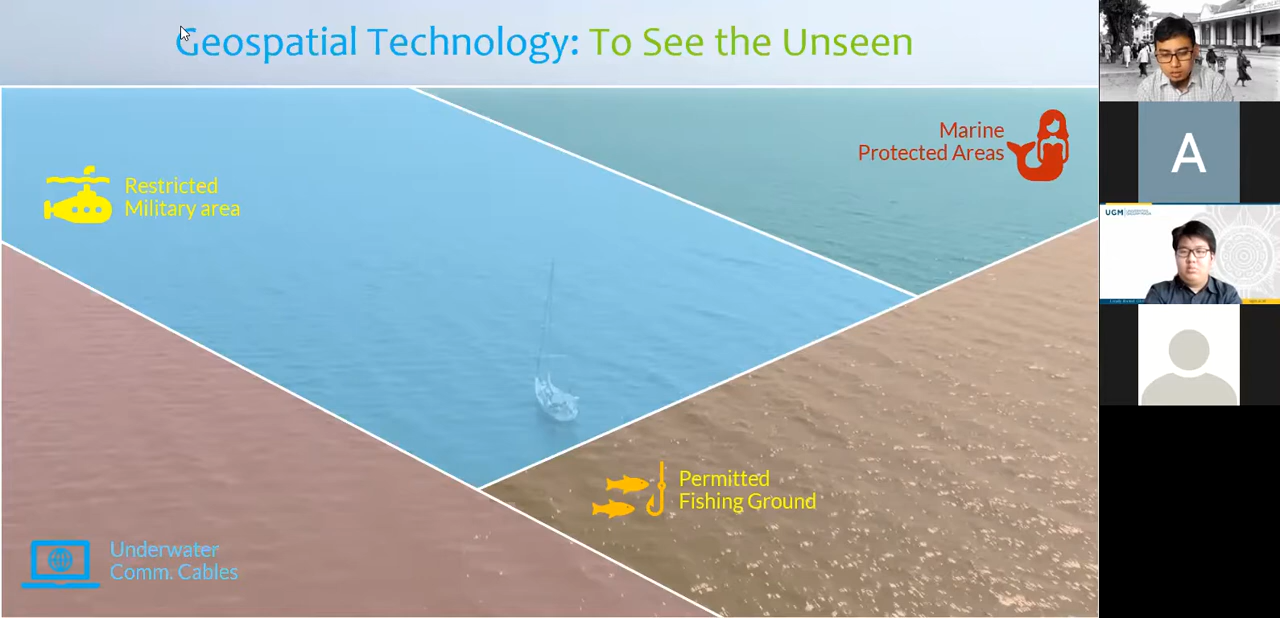 Geospatial Technology: To See the Unseen
Marine
Protected Areas
Restricted
Military area
Permitted
Fishing Ground
Underwater
Comm. Cables
A
UGM